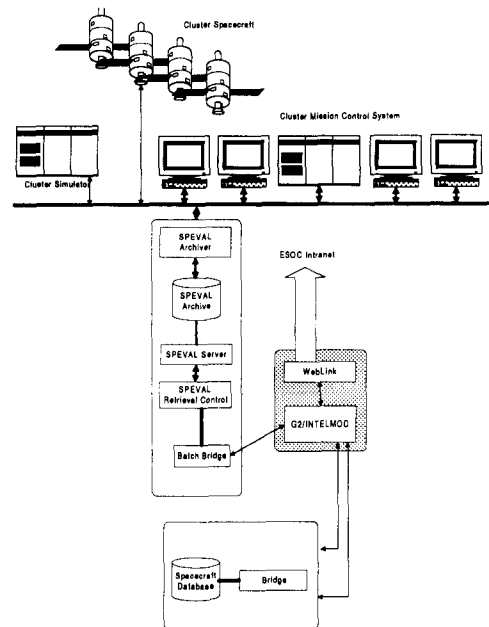 Cluster Spacecraft
Cluster Mission Control System
Cluster Simulator
SPEVAL
Archiver
ESOC Intranet
SPEVAL
Archive
SPEVAL Server
WebLink
SPEVAL
Retrieval Control
G2/INTELMOD
Batch Bridge
Spacecraft
Database
Bridge